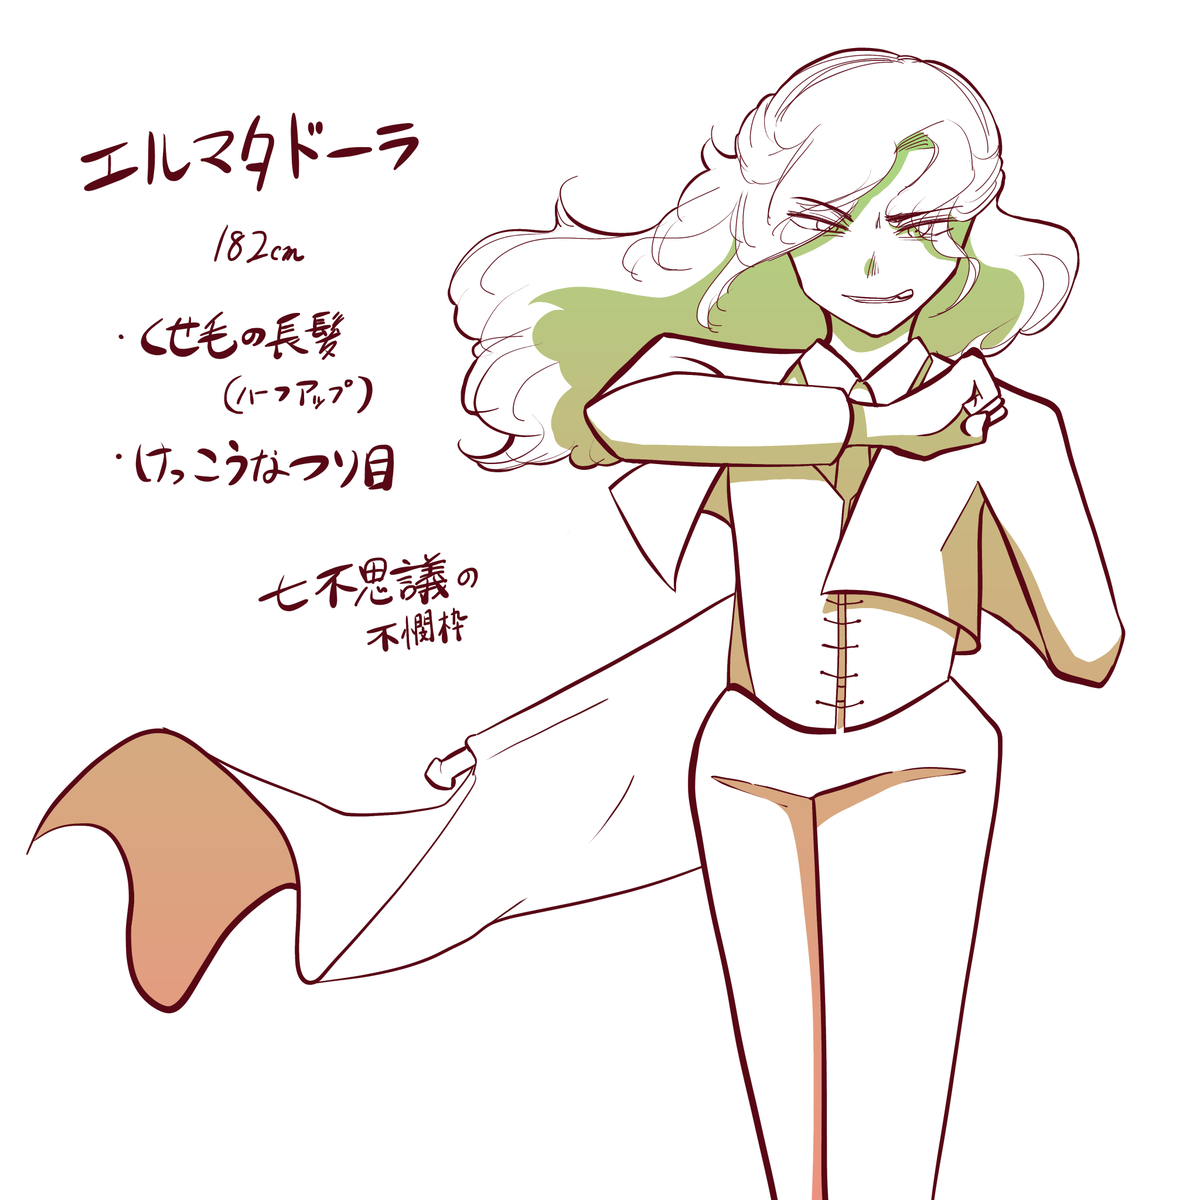 エルマタドーラ
182cm
・くせ毛の長髪
(ハーフアップ)
・けっこうなつり目
七不思議の
不憫枠